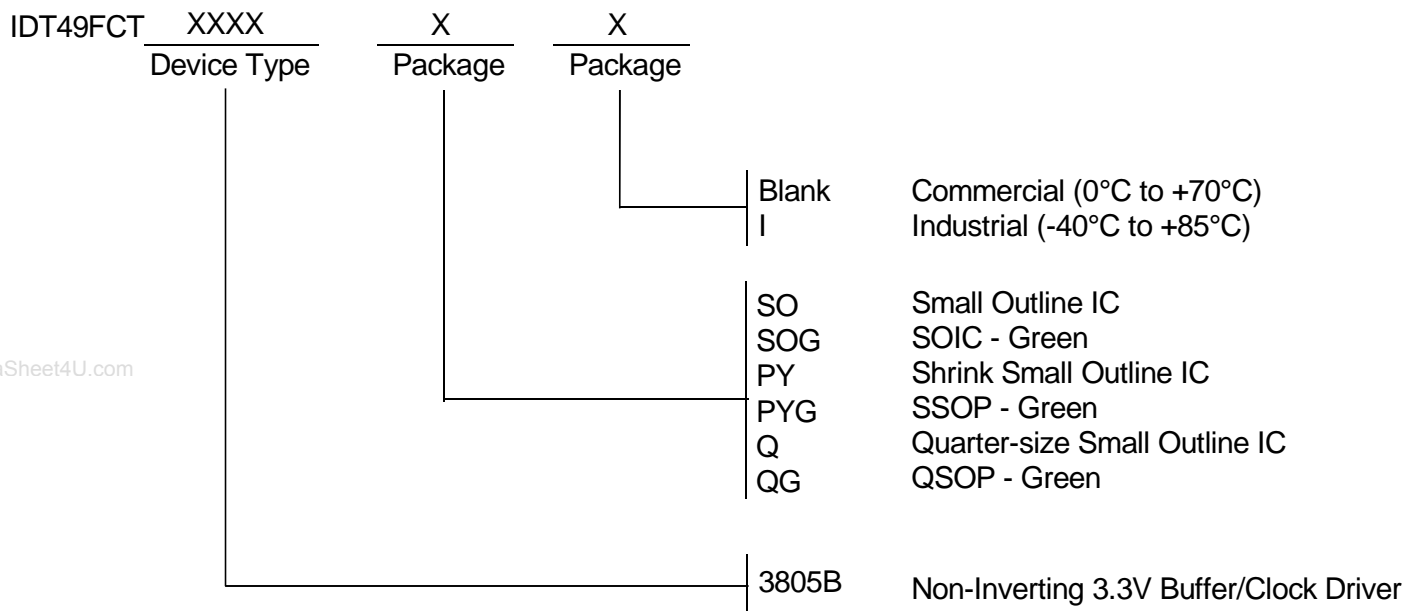 IDT49FCT XXXX X X
Device Type Package Package
Blank Commercial (0°C to +70°C)
I Industrial (-40°C to +85°C)
SO Small Outline IC
SOG SOIC - Green
PY Shrink Small Outline IC
PYG SSOP - Green
Q Quarter-size Small Outline IC
QG QSOP - Green
aSheet4U.com
3805B Non-Inverting 3.3V Buffer/Clock Driver